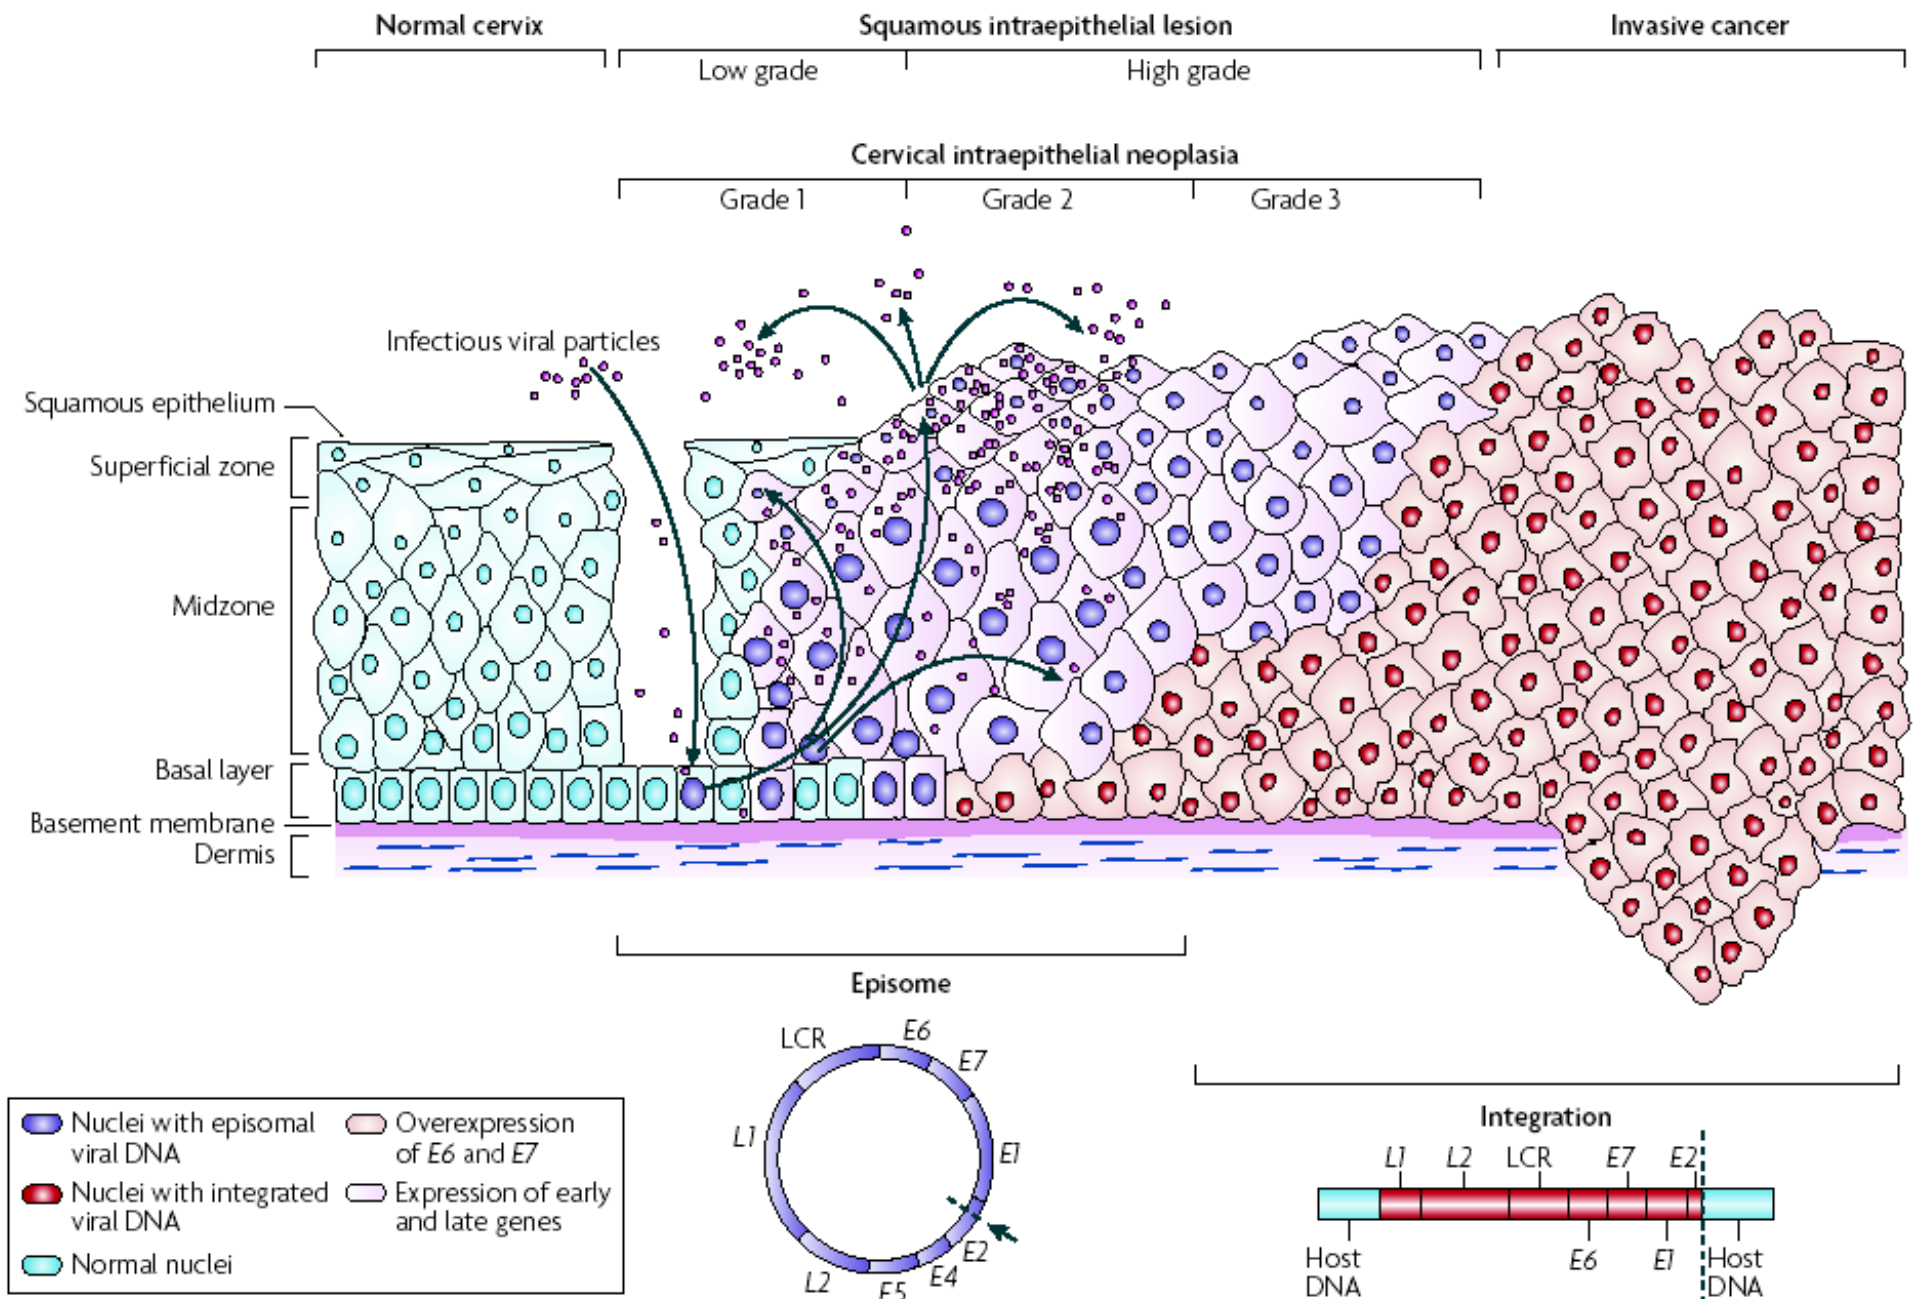 Normal cervix
Squamous intraepithelial lesion
Invasive cancer
Low grade
High grade
Cervical intraepithelial neoplasia
Grade 1
Grade 2
Grade 3
Infectious viral particles
Squamous epithelium
Superficial zone
Midzone
Basal layer
Basement membrane
Dermis
Episome
LCR
E6
E7
L1
E1
E2
E4
E5
L2
Nuclei with episomal
viral DNA
Nuclei with integrated
viral DNA
Normal nuclei
Overexpression
of E6 and E7
Expression of early
and late genes
Integration
L1
L2
LCR
E7
E2
Host
DNA
E6
E1
Host
DNA